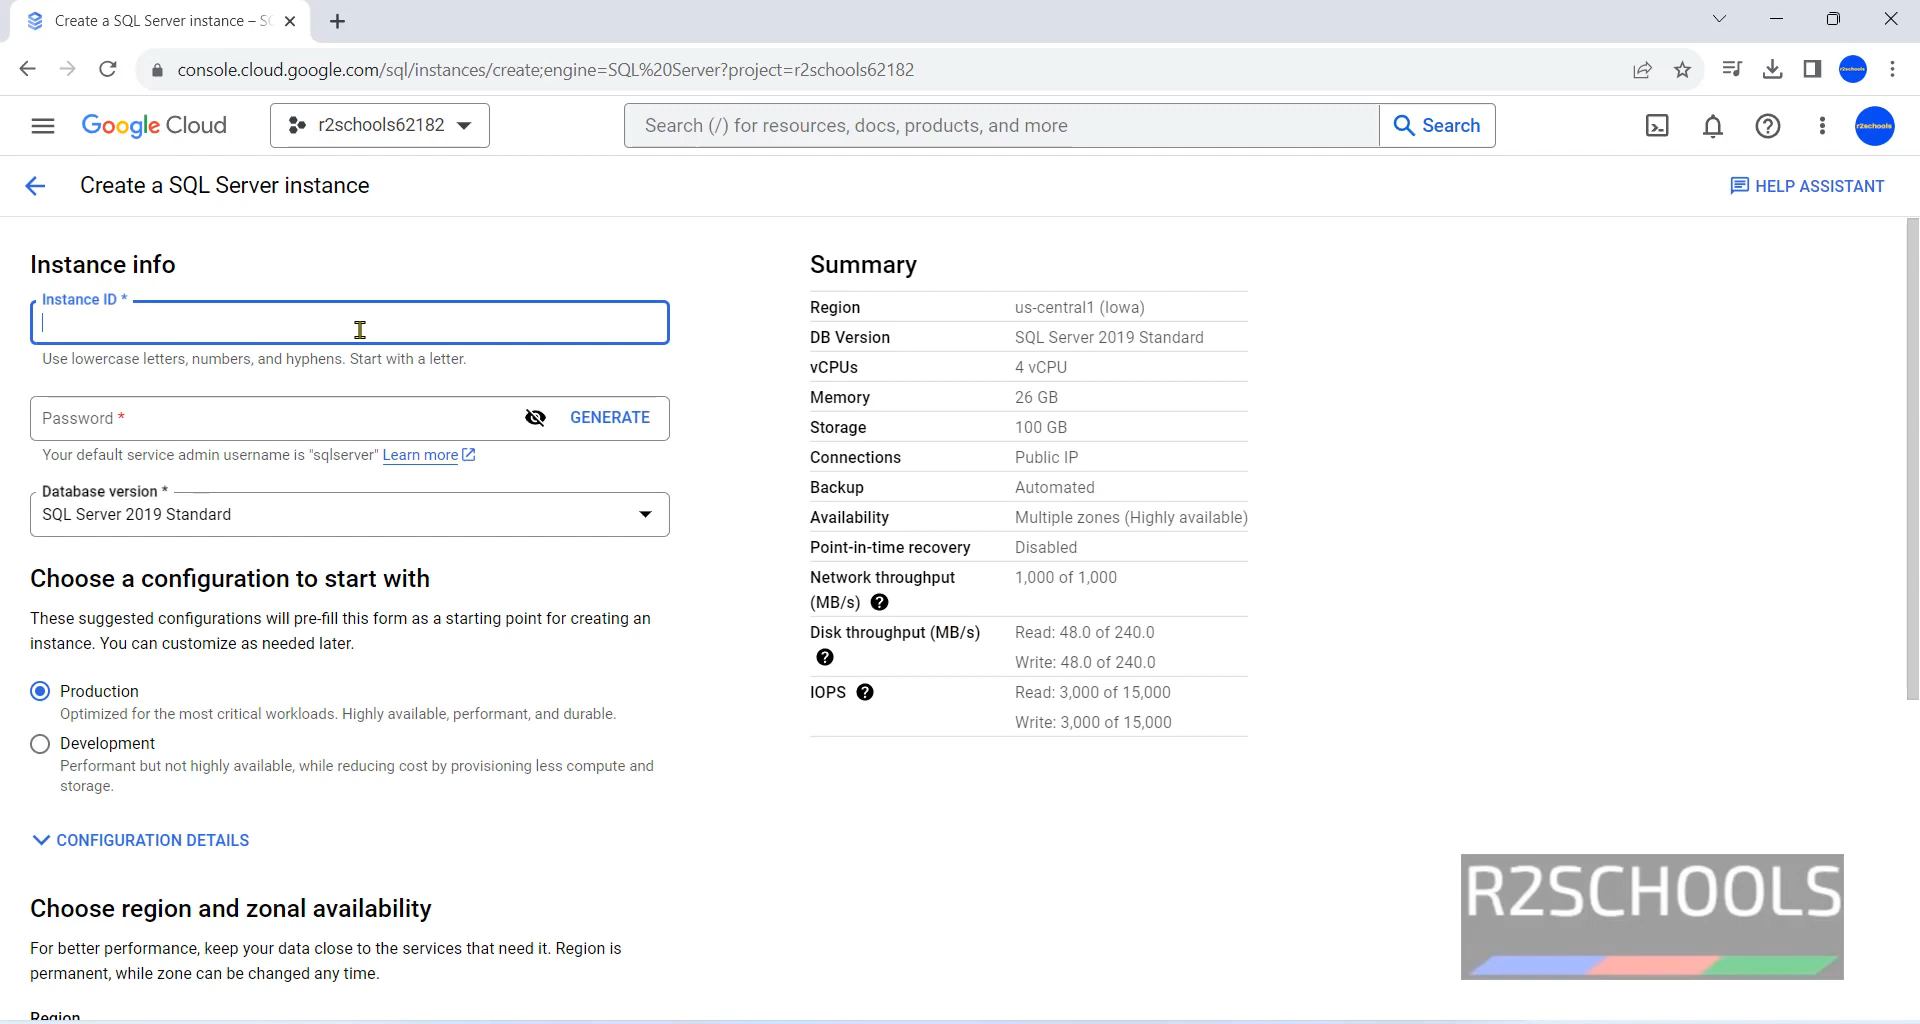 Create a SQL Server instance – SQ
console.cloud.google.com/sql/instances/create;engine=SQL%20Server?project=r2schools62182
r2schools
Google Cloud
r2schools62182
Search (/) for resources, docs, products, and more
Search
r2schools
Create a SQL Server instance
HELP ASSISTANT
Instance info
Instance ID *
Use lowercase letters, numbers, and hyphens. Start with a letter.
Password *
GENERATE
Your default service admin username is "sqlserver" Learn more
Database version *
SQL Server 2019 Standard
Choose a configuration to start with
These suggested configurations will pre-fill this form as a starting point for creating an
instance. You can customize as needed later.
Production
Optimized for the most critical workloads. Highly available, performant, and durable.
Development
Performant but not highly available, while reducing cost by provisioning less compute and
storage.
CONFIGURATION DETAILS
Choose region and zonal availability
For better performance, keep your data close to the services that need it. Region is
permanent, while zone can be changed any time.
Region
Summary
Region us-central1 (Iowa)
DB Version SQL Server 2019 Standard
vCPUs 4 vCPU
Memory 26 GB
Storage 100 GB
Connections Public IP
Backup Automated
Availability Multiple zones (Highly available)
Point-in-time recovery Disabled
Network throughput 1,000 of 1,000
(MB/s)
Disk throughput (MB/s) Read: 48.0 of 240.0
Write: 48.0 of 240.0
IOPS Read: 3,000 of 15,000
Write: 3,000 of 15,000
R2SCHOOLS